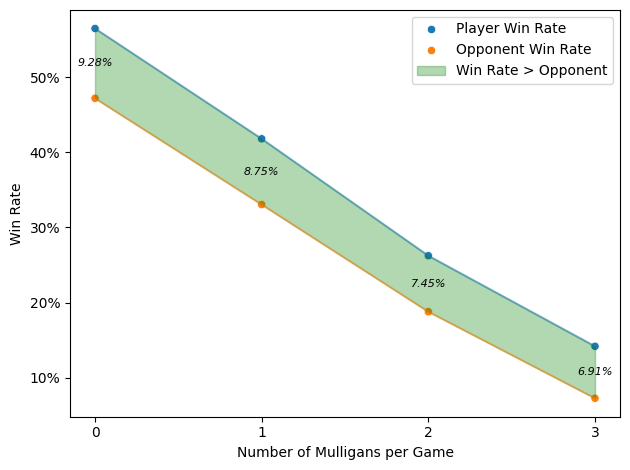 Player Win Rate
Opponent Win Rate
Win Rate > Opponent
Win Rate
50%
40%
30%
20%
10%
9.28%
8.75%
7.45%
6.91%
0 1 2 3
Number of Mulligans per Game